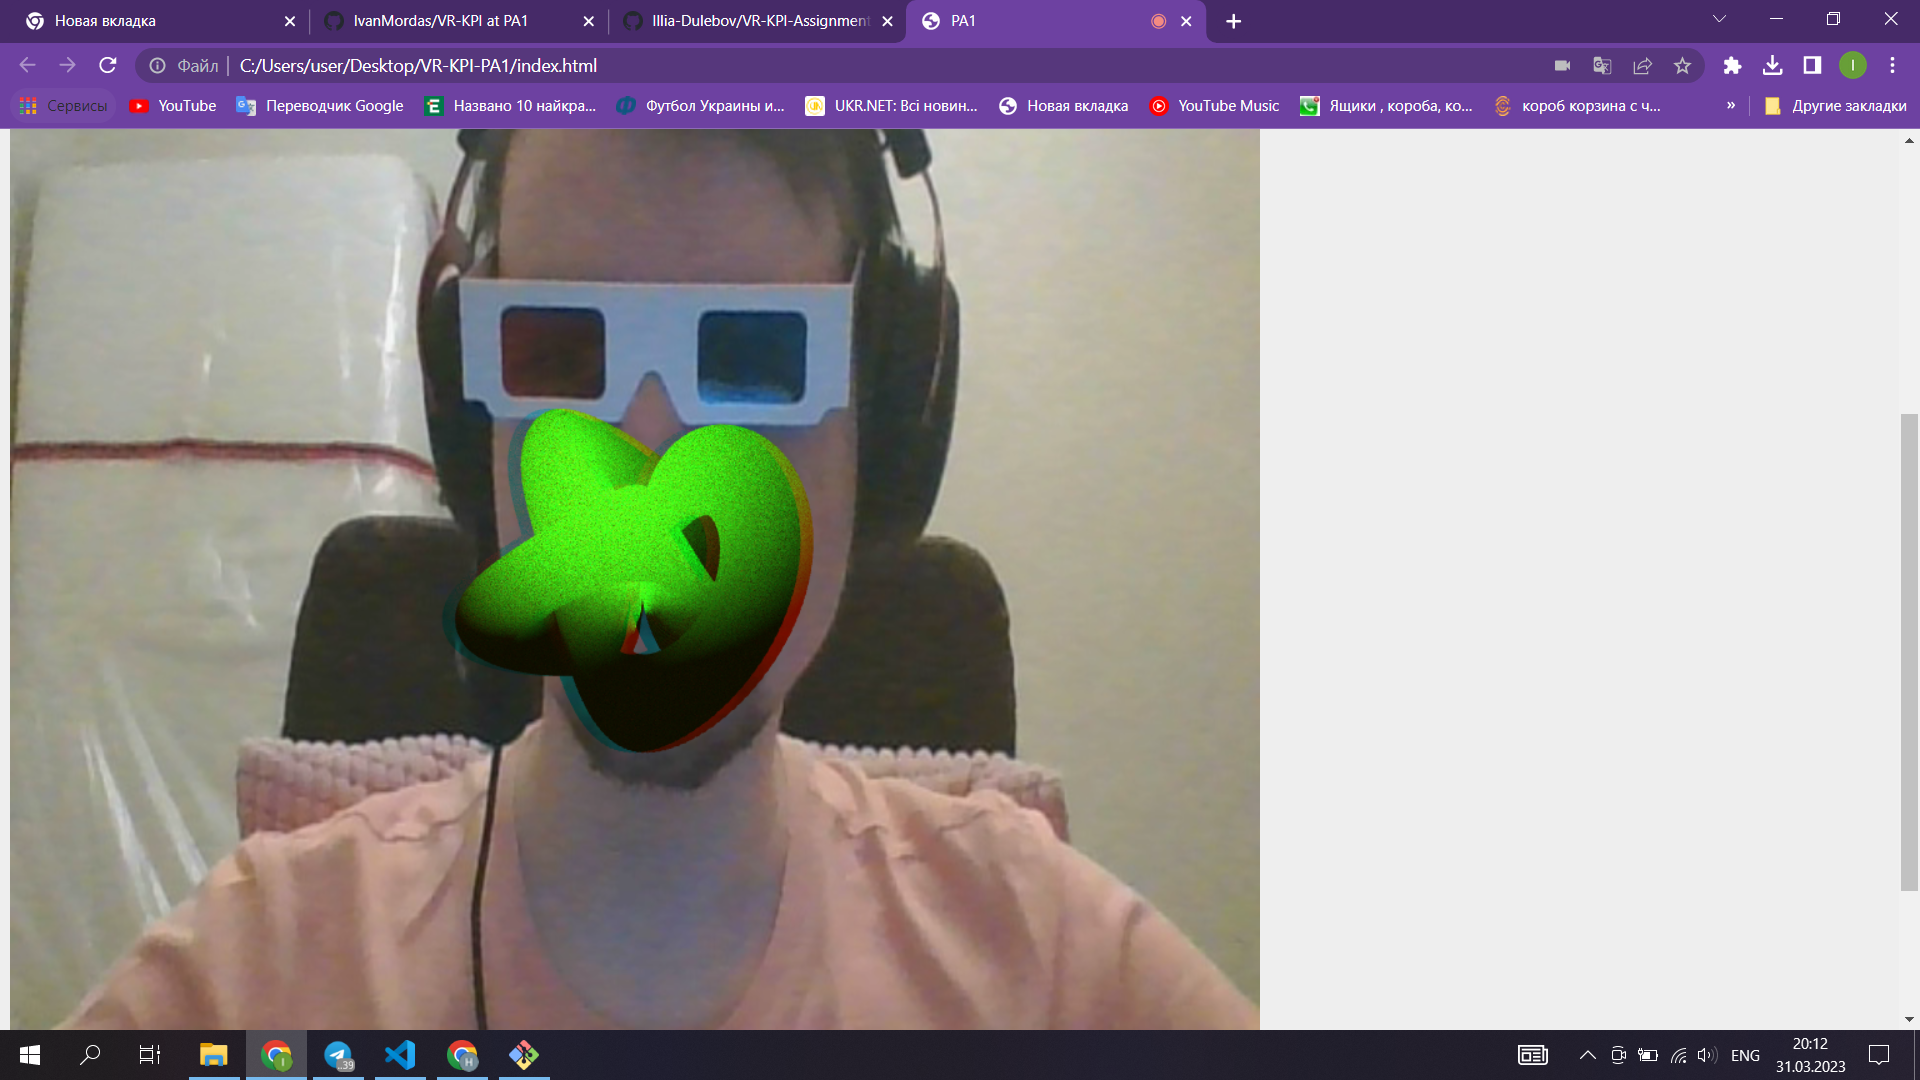 Новая вкладка
IvanMordas/VR-KPI at PA1
Illia-Dulebov/VR-KPI-Assignment
PA1
Файл
C:/Users/user/Desktop/VR-KPI-PA1/index.html
I
Сервисы
YouTube
Переводчик Google
Названо 10 найкра...
Футбол Украины и...
UKR.NET: Всі новин...
Новая вкладка
YouTube Music
Ящики , короба, ко...
короб корзина с ч...
»
Другие закладки
I
..39
H
ENG
20:12
31.03.2023